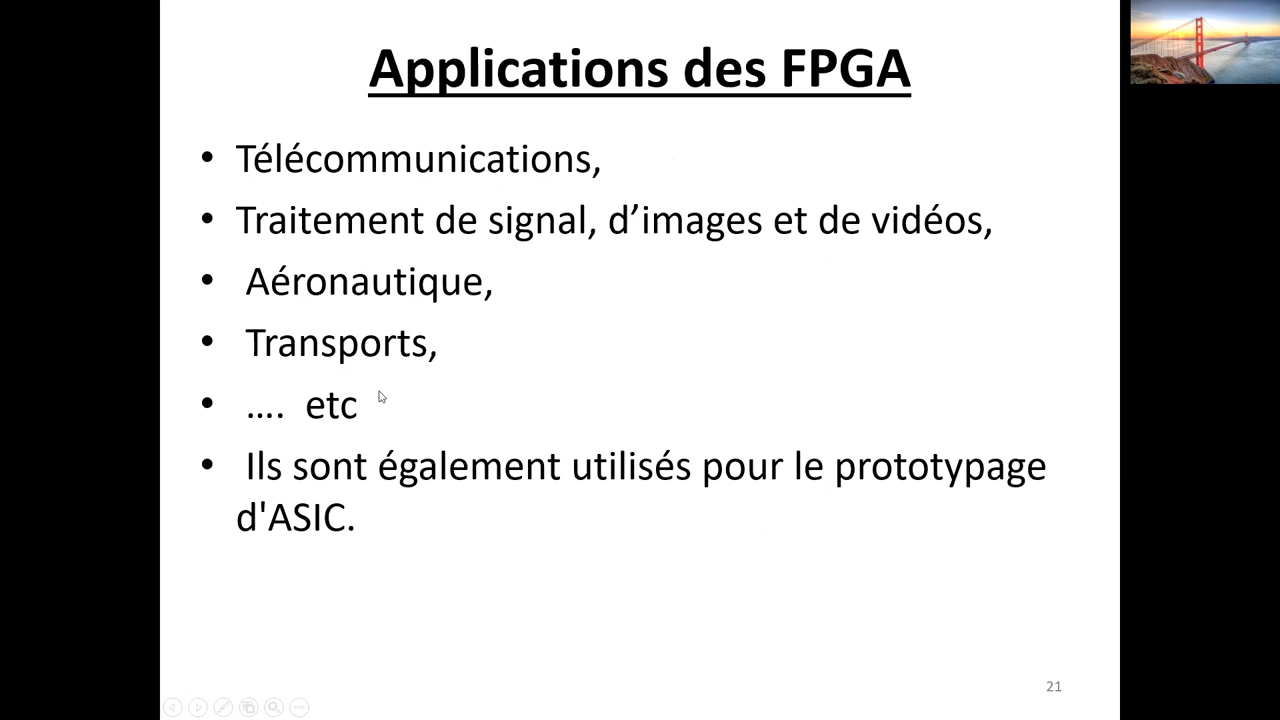 Applications des FPGA
• Télécommunications,
• Traitement de signal, d’images et de vidéos,
• Aéronautique,
• Transports,
• …. etc
• Ils sont également utilisés pour le prototypage
d'ASIC.
21